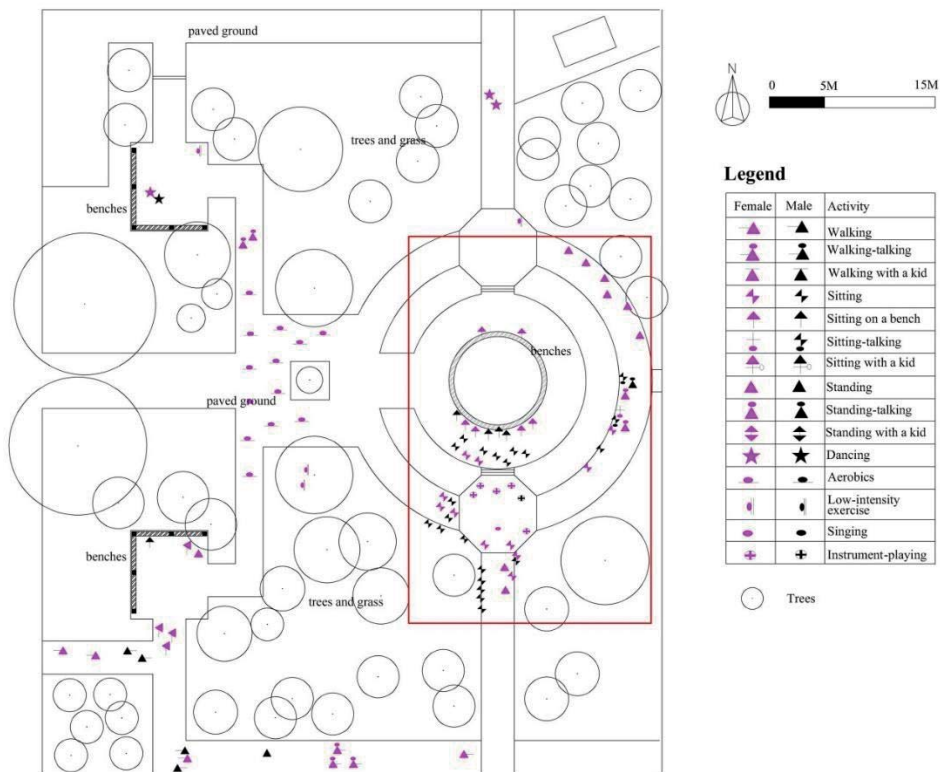 paved ground
trees and grass
benches
benches
paved ground
benches
trees and grass
N
0 5M 15M
Legend
Female Male Activity
Walking
Walking-talking
Walking with a kid
Sitting
Sitting on a bench
Sitting-talking
Sitting with a kid
Standing
Standing-talking
Standing with a kid
Dancing
Aerobics
Low-intensity
exercise
Singing
Instrument-playing
Trees